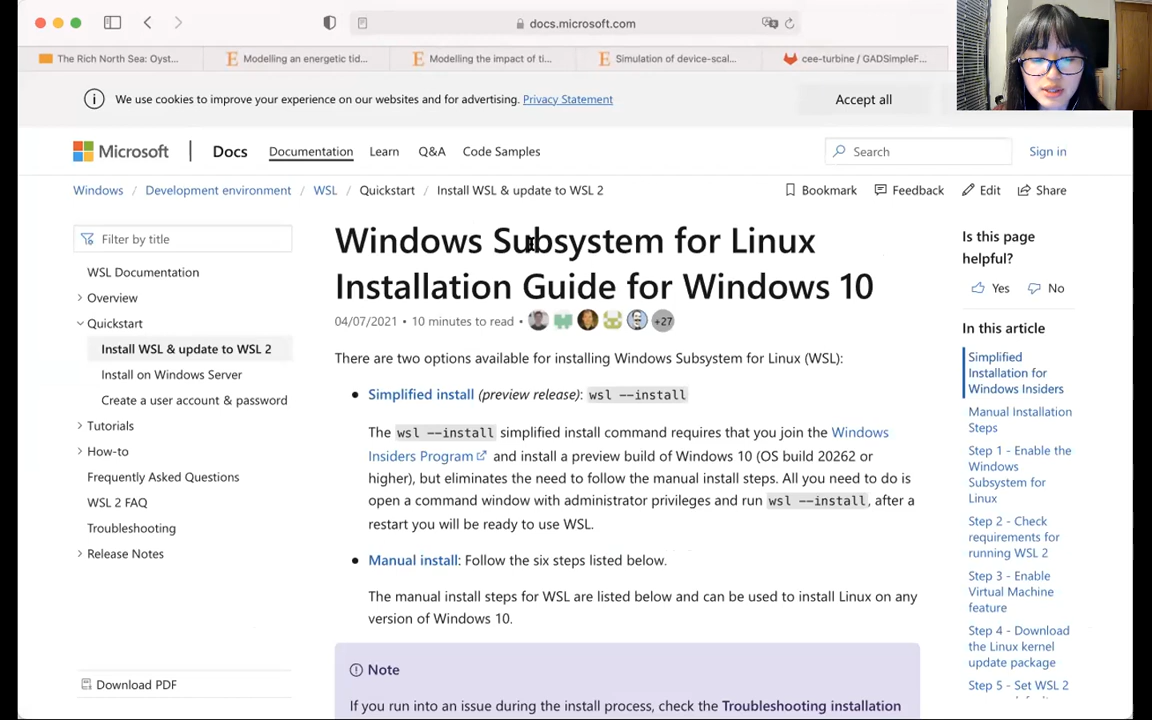 docs.microsoft.com
The Rich North Sea: Oyst...
Modelling an energetic tid...
Modelling the impact of ti...
Simulation of device-scal...
cee-turbine / GADSimpleF...
We use cookies to improve your experience on our websites and for advertising. Privacy Statement
Accept all
Microsoft
Docs
Documentation
Learn
Q&A
Code Samples
Search
Sign in
Windows / Development environment / WSL / Quickstart / Install WSL & update to WSL 2
Bookmark
Feedback
Edit
Share
Filter by title
WSL Documentation
Overview
Quickstart
Install WSL & update to WSL 2
Install on Windows Server
Create a user account & password
Tutorials
How-to
Frequently Asked Questions
WSL 2 FAQ
Troubleshooting
Release Notes
Download PDF
Windows Subsystem for Linux
Installation Guide for Windows 10
04/07/2021 • 10 minutes to read •
+27
There are two options available for installing Windows Subsystem for Linux (WSL):
• Simplified install (preview release): wsl --install
The wsl --install simplified install command requires that you join the Windows
Insiders Program and install a preview build of Windows 10 (OS build 20262 or
higher), but eliminates the need to follow the manual install steps. All you need to do is
open a command window with administrator privileges and run wsl --install, after a
restart you will be ready to use WSL.
• Manual install: Follow the six steps listed below.
The manual install steps for WSL are listed below and can be used to install Linux on any
version of Windows 10.
Note
If you run into an issue during the install process, check the Troubleshooting installation
Is this page
helpful?
Yes
No
In this article
Simplified
Installation for
Windows Insiders
Manual Installation
Steps
Step 1 - Enable the
Windows
Subsystem for
Linux
Step 2 - Check
requirements for
running WSL 2
Step 3 - Enable
Virtual Machine
feature
Step 4 - Download
the Linux kernel
update package
Step 5 - Set WSL 2